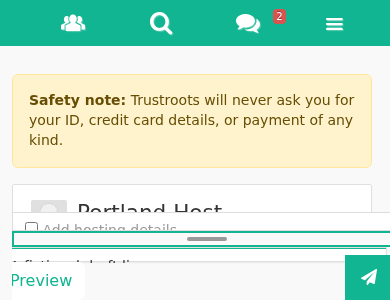 2
Safety note: Trustroots will never ask you for
your ID, credit card details, or payment of any
kind.
Portland Host
Add hosting details
Preview